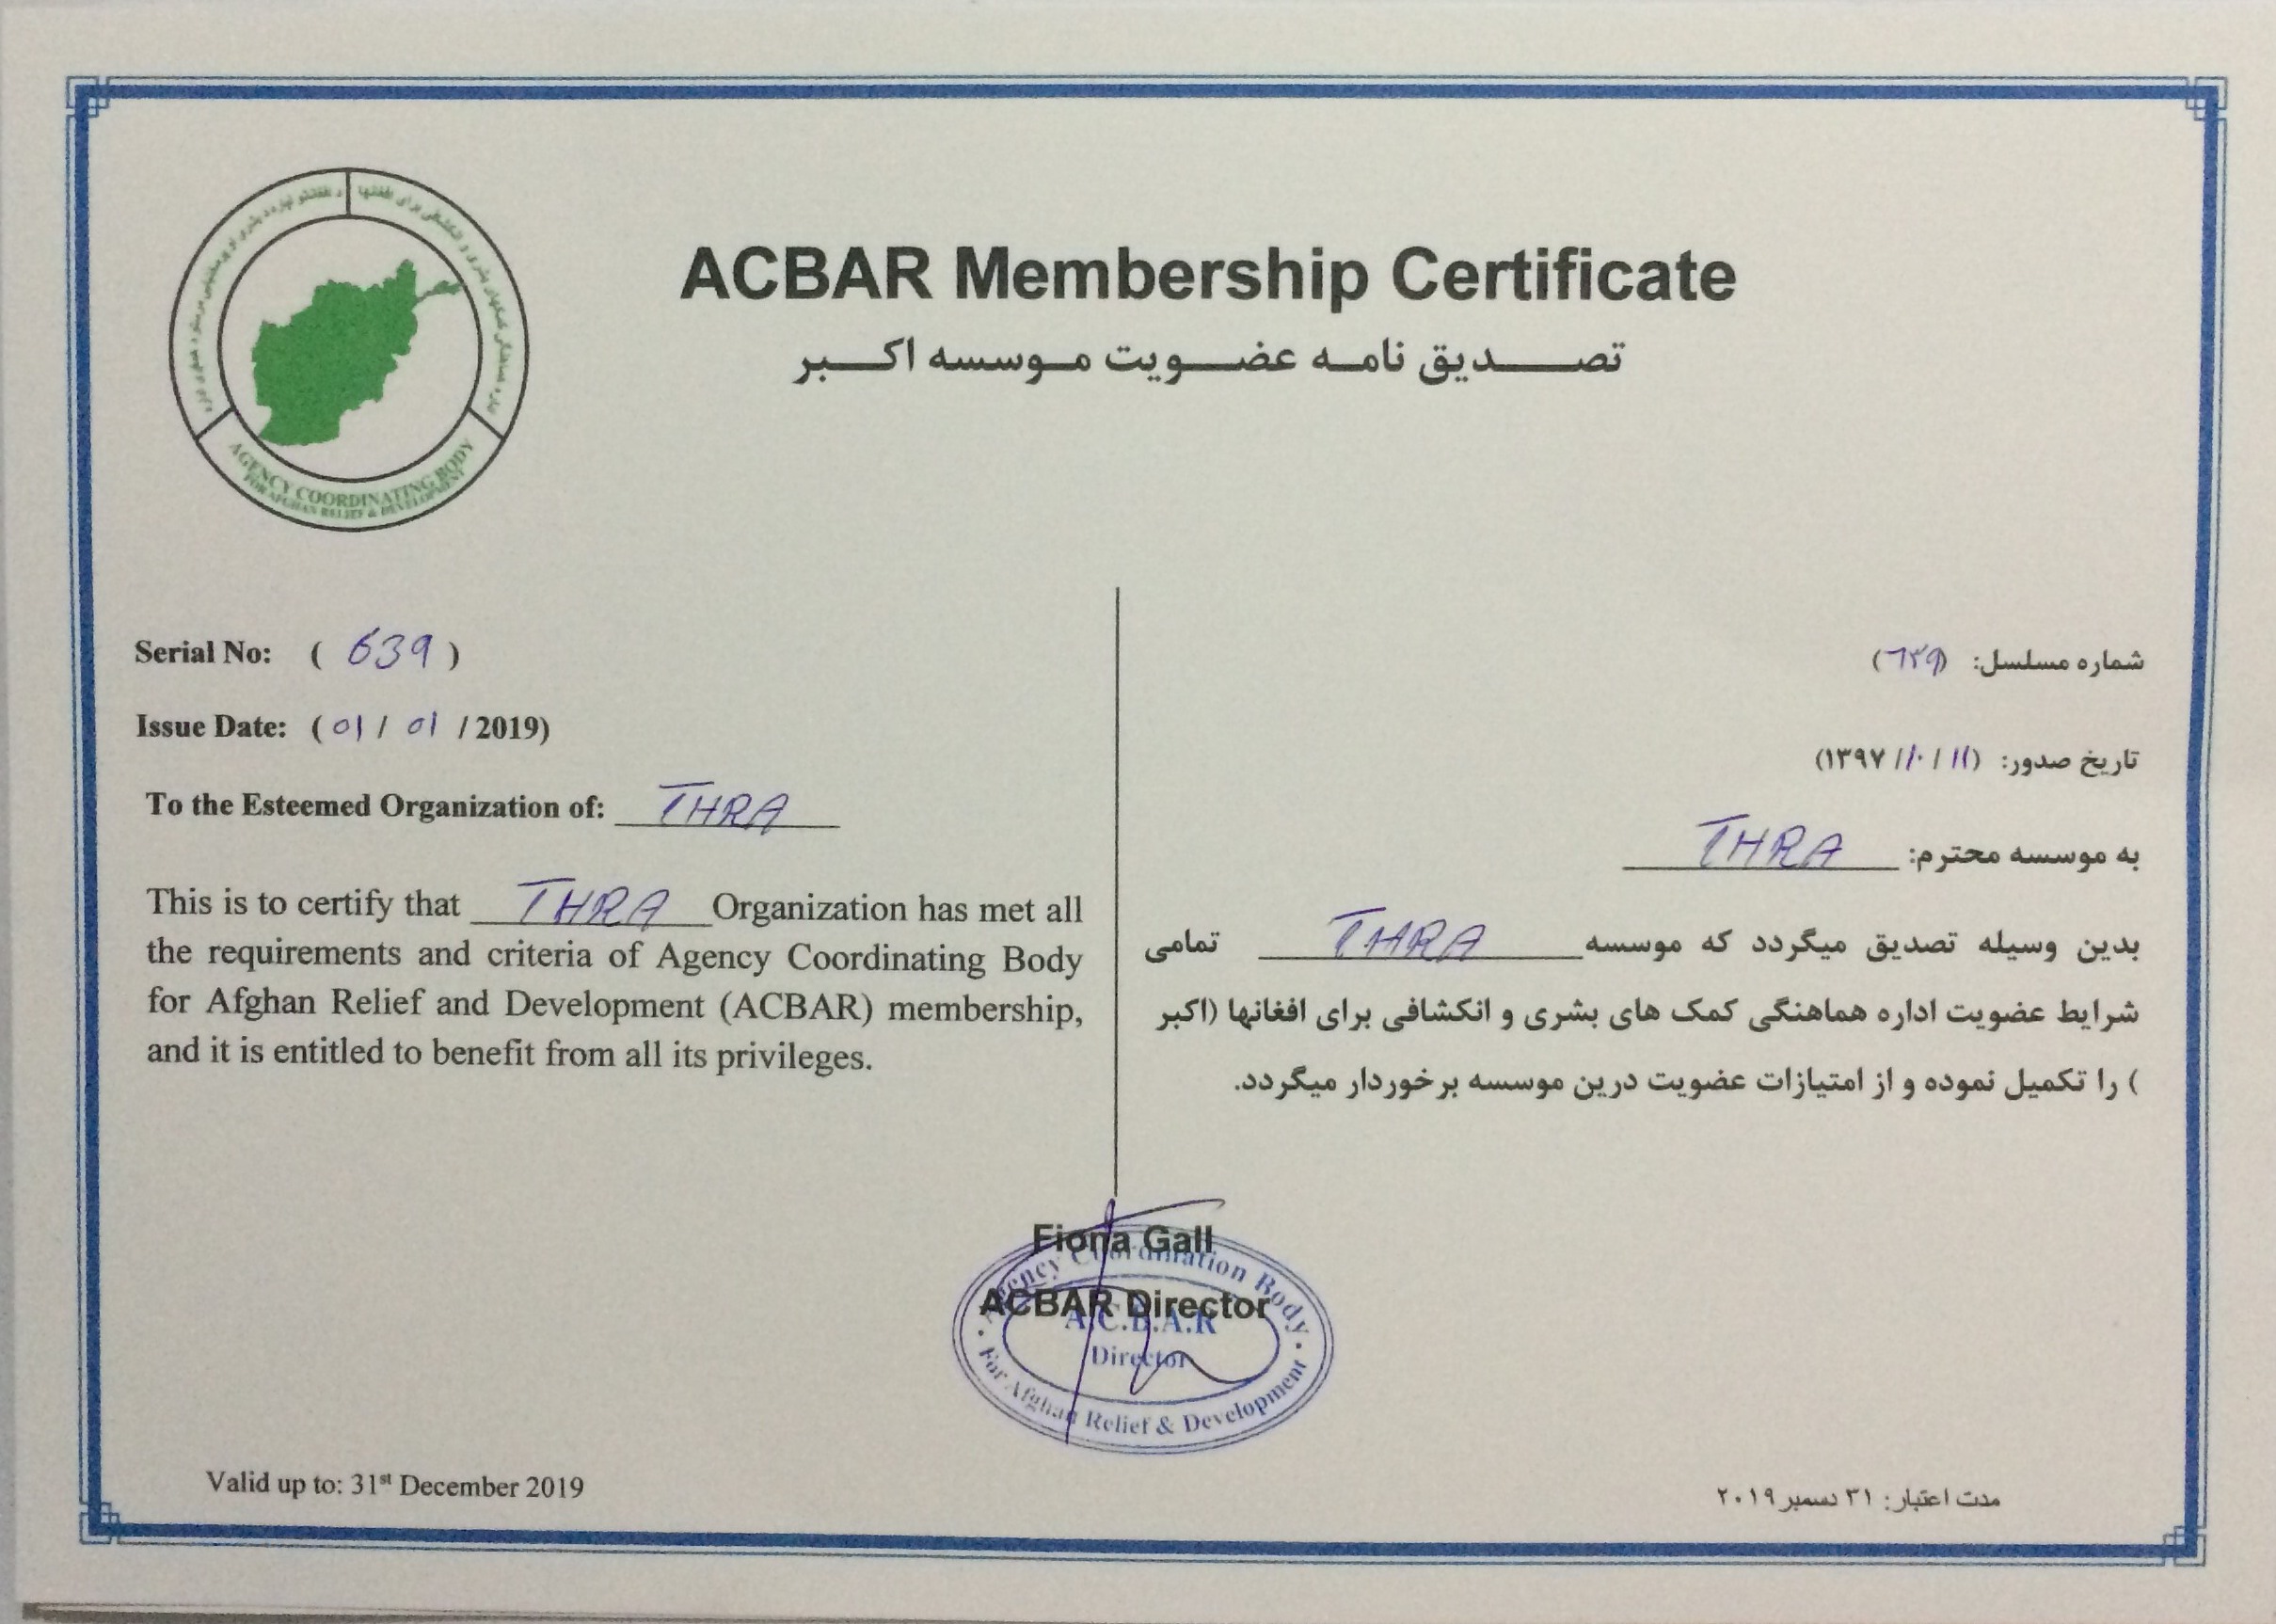 ACBAR Membership Certificate
تصدیق نامه عضویت موسسه اکبر
AGENCY COORDINATING BODY
FOR AFGHAN RELIEF & DEVELOPMENT
Serial No: ( 639 )
Issue Date: ( 01 / 01 / 2019)
To the Esteemed Organization of: THRA
This is to certify that THRA Organization has met all
the requirements and criteria of Agency Coordinating Body
for Afghan Relief and Development (ACBAR) membership,
and it is entitled to benefit from all its privileges.
شماره مسلسل: (۶۳۹)
تاریخ صدور: (۱۱ / ۱۰ / ۱۳۹۷)
به موسسه محترم: THRA
بدین وسیله تصدیق میگردد که موسسه THRA تمامی
شرایط عضویت اداره هماهنگی کمک های بشری و انکشافی برای افغانها (اکبر
) را تکمیل نموده و از امتیازات عضویت درین موسسه برخوردار میگردد.
Fiona Gall
ACBAR Director
Agency Coordination Body
A.C.B.A.R
Director
For Afghan Relief & Development
Valid up to: 31st December 2019
مدت اعتبار: ۳۱ دسمبر ۲۰۱۹